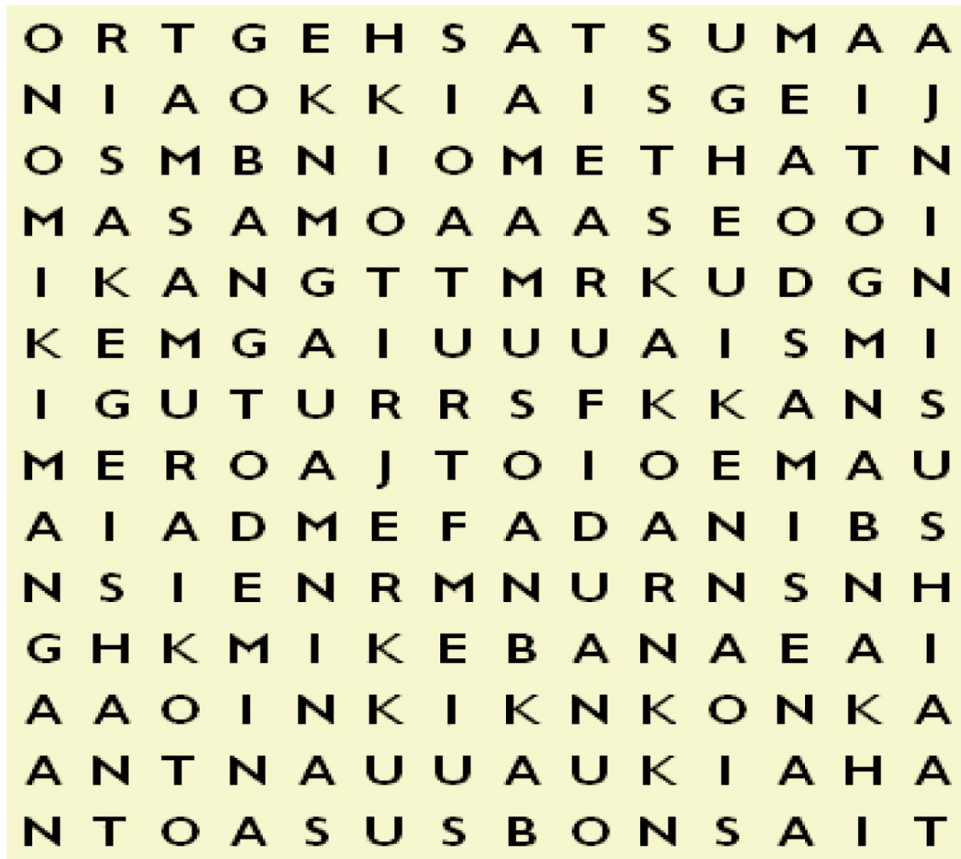 O R T G E H S A T S U M A A
N I A O K K I A I S G E I J
O S M B N I O M E T H A T N
M A S A M O A A A S E O O I
I K A N G T T M R K U D G N
K E M G A I U U U A I S M I
I G U T U R R S F K K A N S
M E R O A J T O I O E M A U
A I A D M E F A D A N I B S
N S I E N R M N U R N S N H
G H K M I K E B A N A E A I
A A O I N K I K N K O N K A
A N T N A U U A U K I A H A
N T O A S U S B O N S A I T